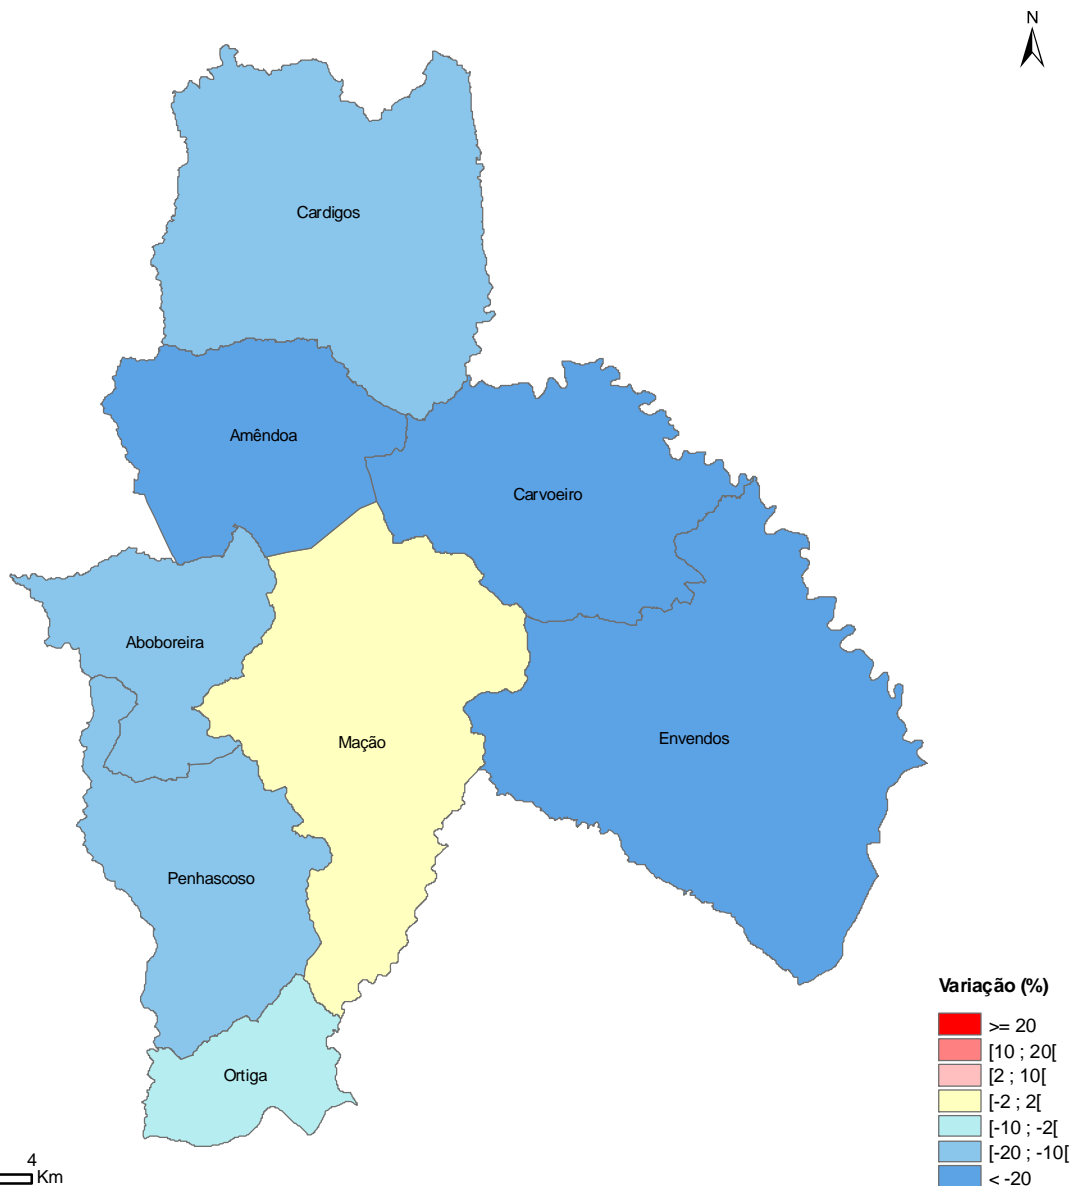 N
Cardigos
Amêndoa
Carvoeiro
Aboboreira
Mação
Envendos
Penhascoso
Ortiga
Variação (%)
>= 20
[10 ; 20[
[2 ; 10[
[-2 ; 2[
[-10 ; -2[
[-20 ; -10[
< -20
4
Km